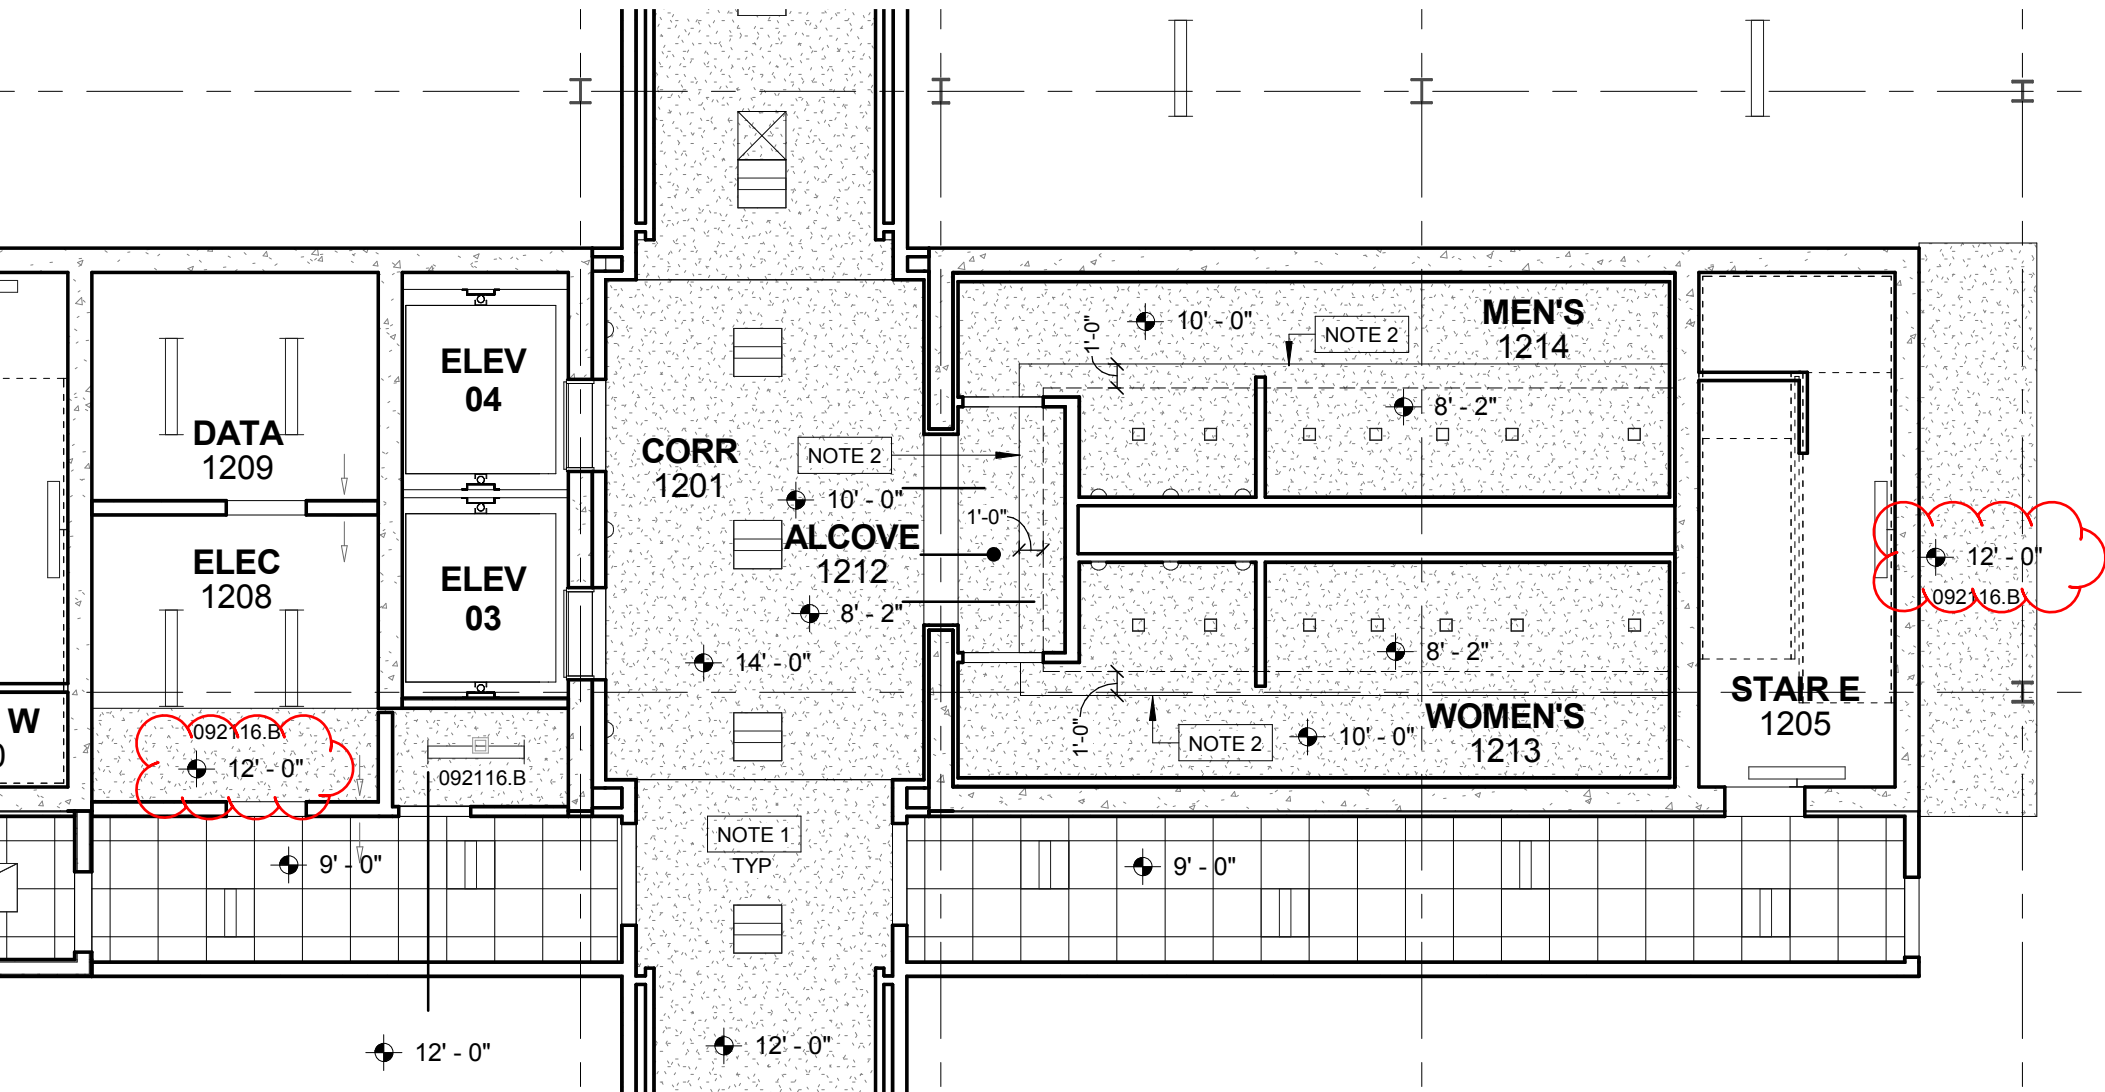 MEN'S
1214
10' - 0"
1'-0"
NOTE 2
8' - 2"
ELEV
04
DATA
1209
CORR
1201
NOTE 2
10' - 0"
1'-0"
ALCOVE
1212
8' - 2"
14' - 0"
ELEC
1208
ELEV
03
12' - 0"
092116.B
8' - 2"
STAIR E
1205
WOMEN'S
1213
10' - 0"
NOTE 2
1'-0"
W
0
092116.B
12' - 0"
092116.B
NOTE 1
TYP
9' - 0"
9' - 0"
12' - 0"
12' - 0"